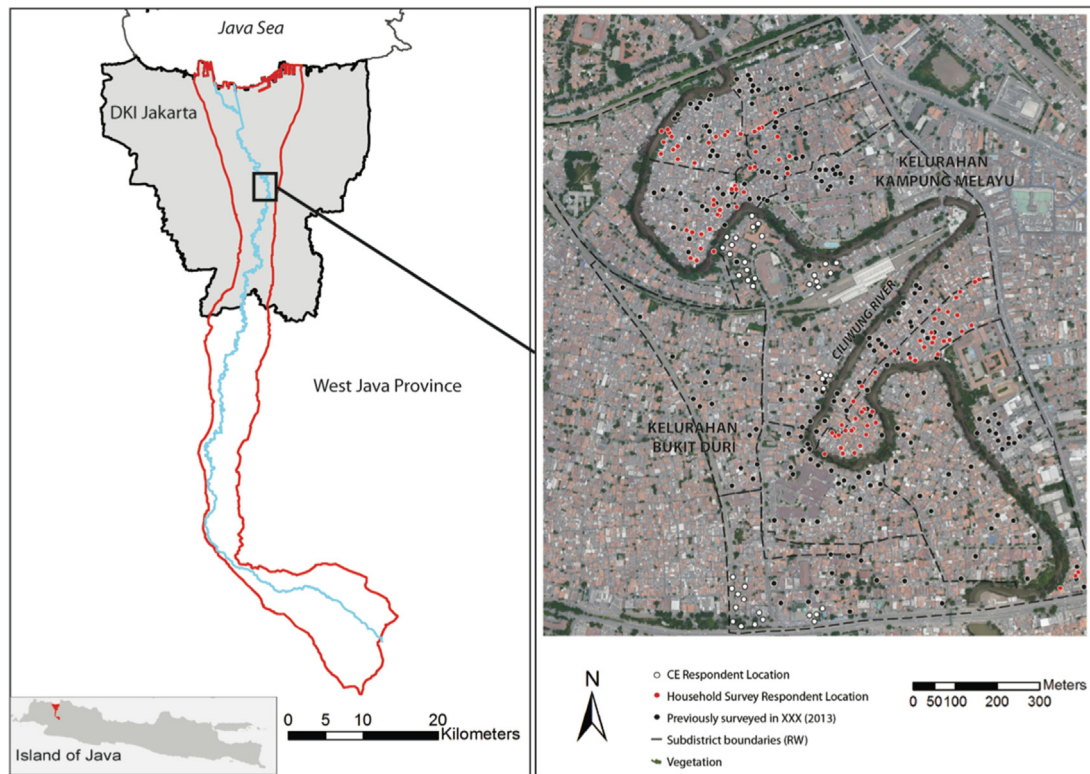 Java Sea
DKI Jakarta
West Java Province
0 5 10 20
Kilometers
Island of Java
KELURAHAN
KAMPUNG MELAYU
CILIWUNG RIVER
KELURAHAN
BUKIT DURI
N
CE Respondent Location
Household Survey Respondent Location
Previously surveyed in XXX (2013)
Subdistrict boundaries (RW)
Vegetation
Meters
0 50 100 200 300